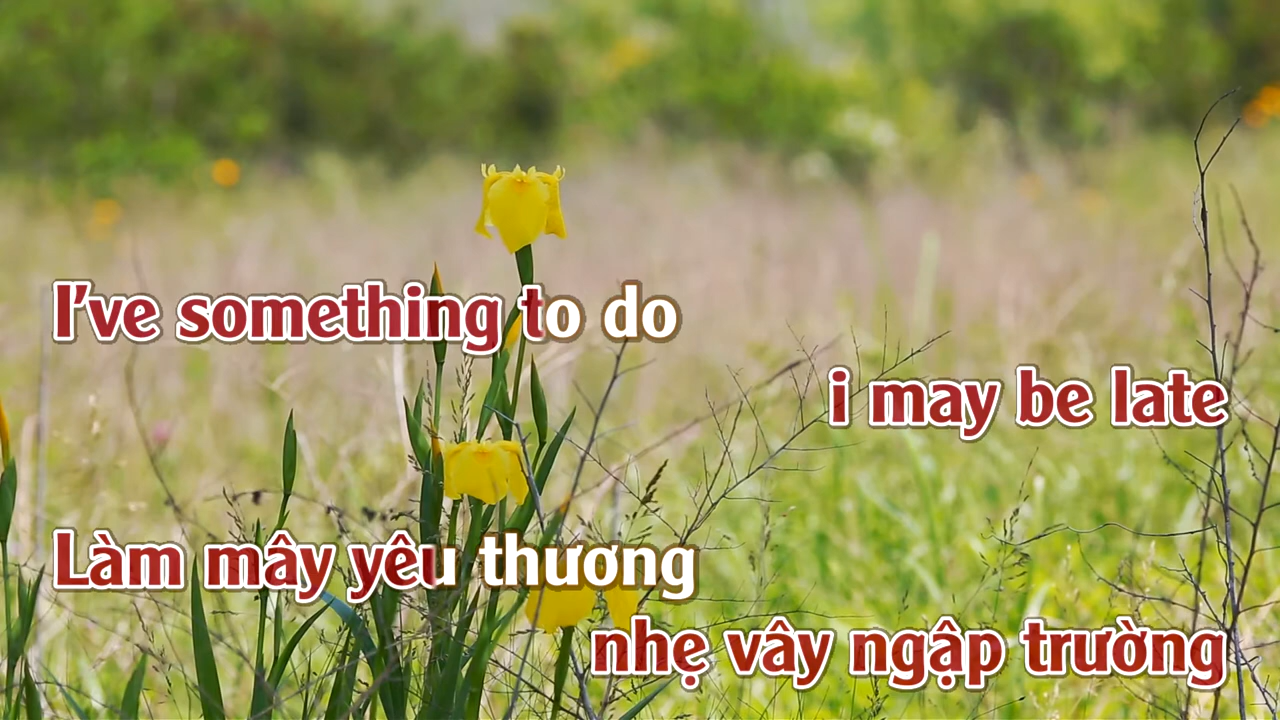 I've something to do
i may be late
Làm mây yêu thương
nhẹ vây ngập trường